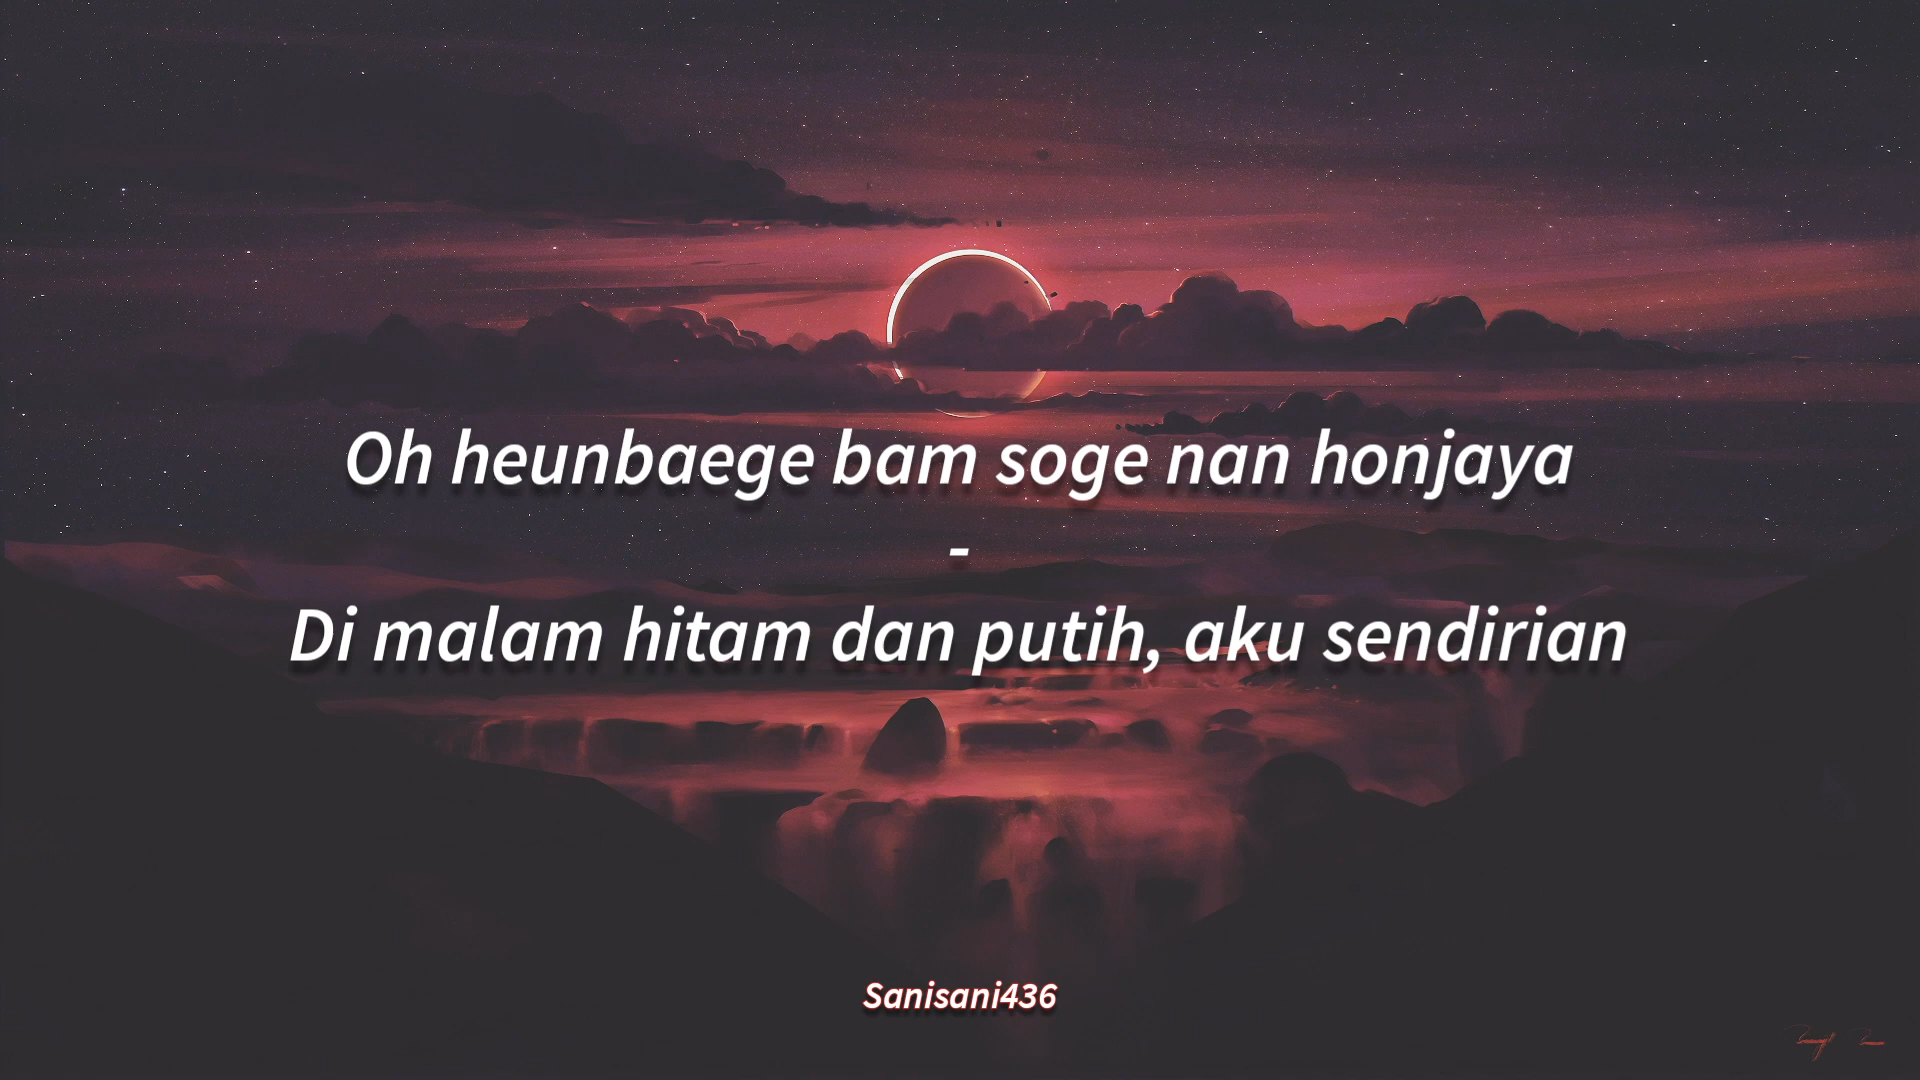 Oh heunbaege bam soge nan honjaya
-
Di malam hitam dan putih, aku sendirian
Sanisani436